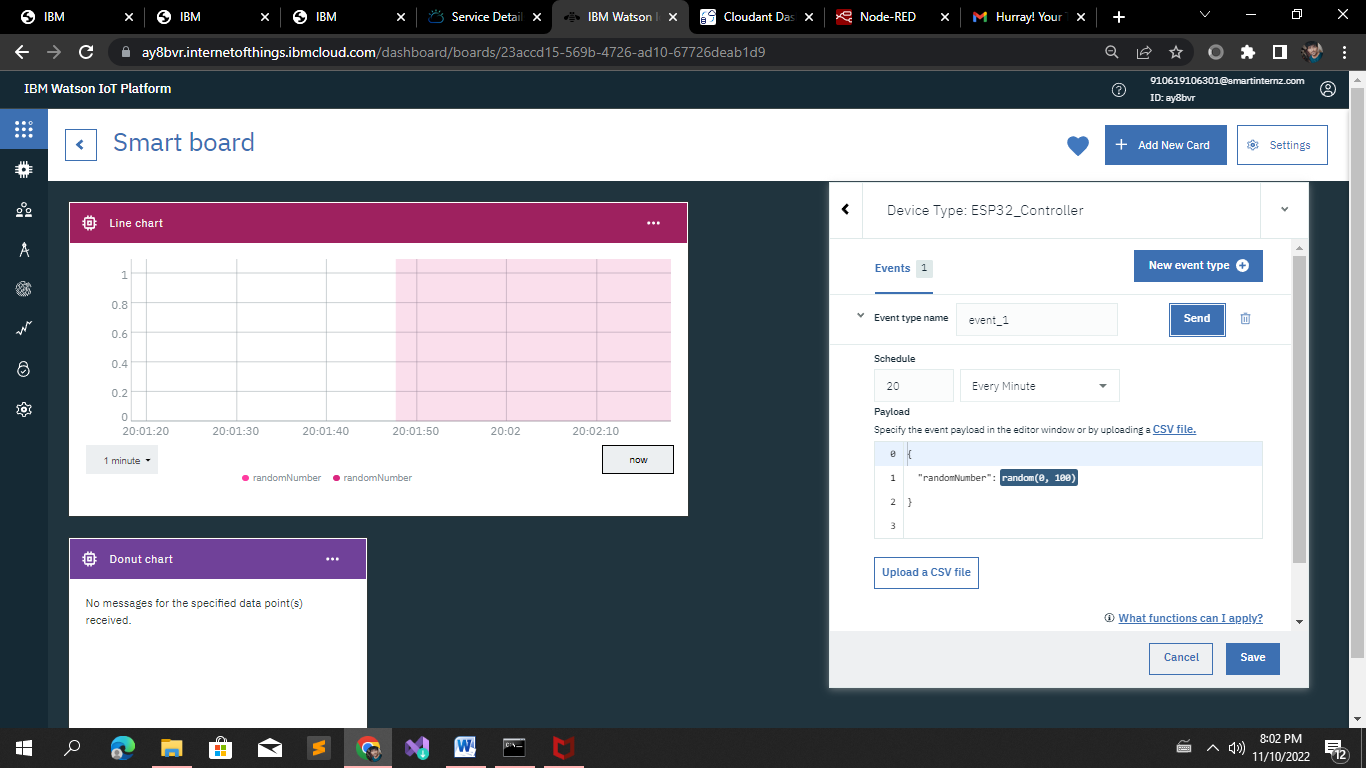 IBM
IBM
IBM
Service Detail
IBM Watson I
Cloudant Das
Node-RED
Hurray! Your
ay8bvr.internetofthings.ibmcloud.com/dashboard/boards/23accd15-569b-4726-ad10-67726deab1d9
IBM Watson IoT Platform
910619106301@smartinternz.com
ID: ay8bvr
Smart board
Add New Card
Settings
Line chart
1
0.8
0.6
0.4
0.2
0
20:01:20 20:01:30 20:01:40 20:01:50 20:02 20:02:10
1 minute
now
randomNumber randomNumber
Donut chart
No messages for the specified data point(s)
received.
Device Type: ESP32_Controller
Events 1
New event type
Event type name event_1 Send
Schedule
20 Every Minute
Payload
Specify the event payload in the editor window or by uploading a CSV file.
0 {
1 "randomNumber": random(0, 100)
2 }
3
Upload a CSV file
What functions can I apply?
Cancel Save
8:02 PM
11/10/2022
12